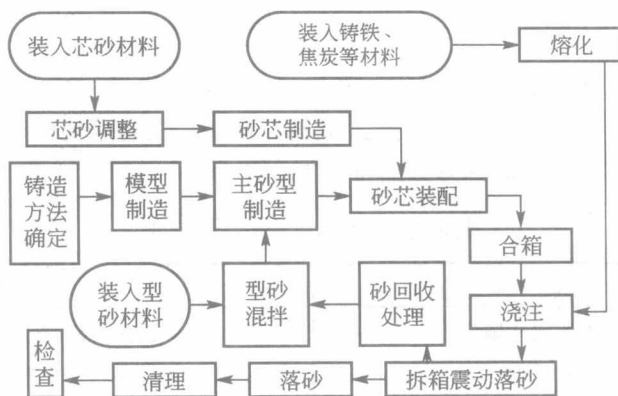 装入芯砂材料
装入铸铁、
焦炭等材料
熔化
芯砂调整
砂芯制造
铸造
方法
确定
模型
制造
主砂型
制造
砂芯装配
合箱
装入型
砂材料
型砂
混拌
砂回收
处理
浇注
检
查
清理
落砂
拆箱震动落砂